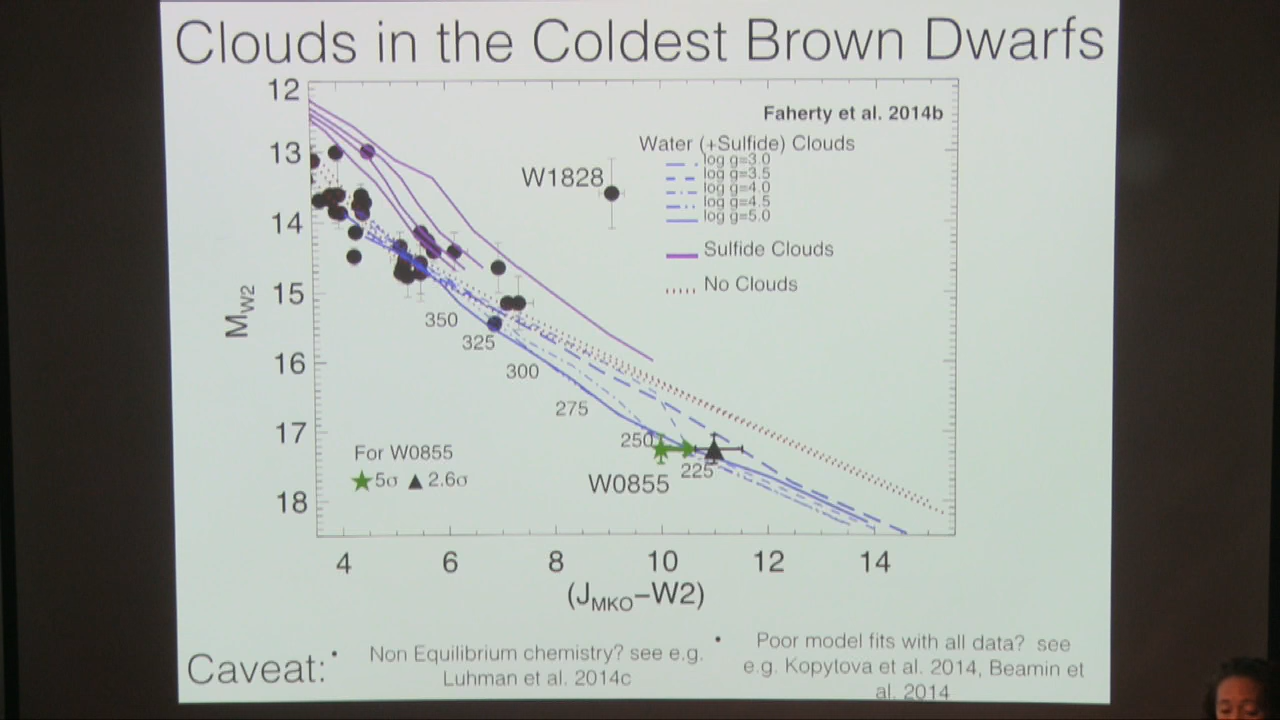 Clouds in the Coldest Brown Dwarfs
12
13
14
15
16
17
18
M_W2
Faherty et al. 2014b
Water (+Sulfide) Clouds
log g=3.0
log g=3.5
log g=4.0
log g=4.5
log g=5.0
Sulfide Clouds
No Clouds
W1828
350
325
300
275
250
225
W0855
For W0855
5σ 2.6σ
4 6 8 10 12 14
(J_MKO−W2)
Caveat:
• Non Equilibrium chemistry? see e.g.
Luhman et al. 2014c
• Poor model fits with all data? see
e.g. Kopylova et al. 2014, Beamin et
al. 2014